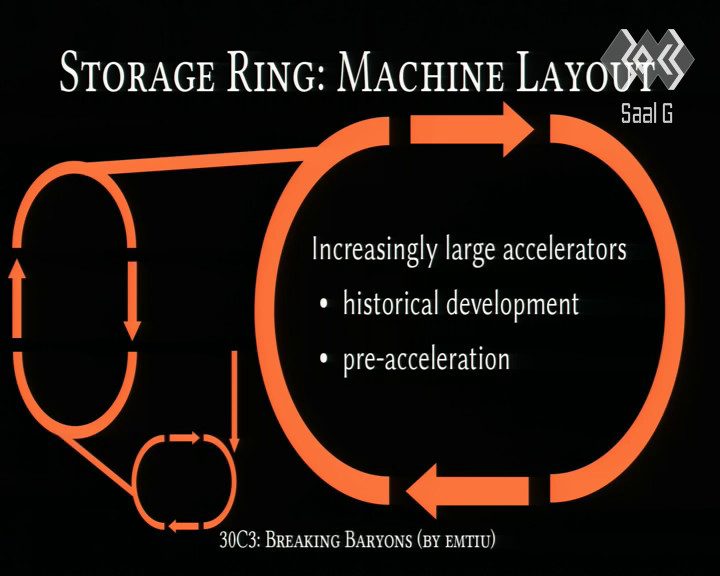 Storage Ring: Machine Layout
Saal G
Increasingly large accelerators
• historical development
• pre-acceleration
30C3: Breaking Baryons (by emtiu)